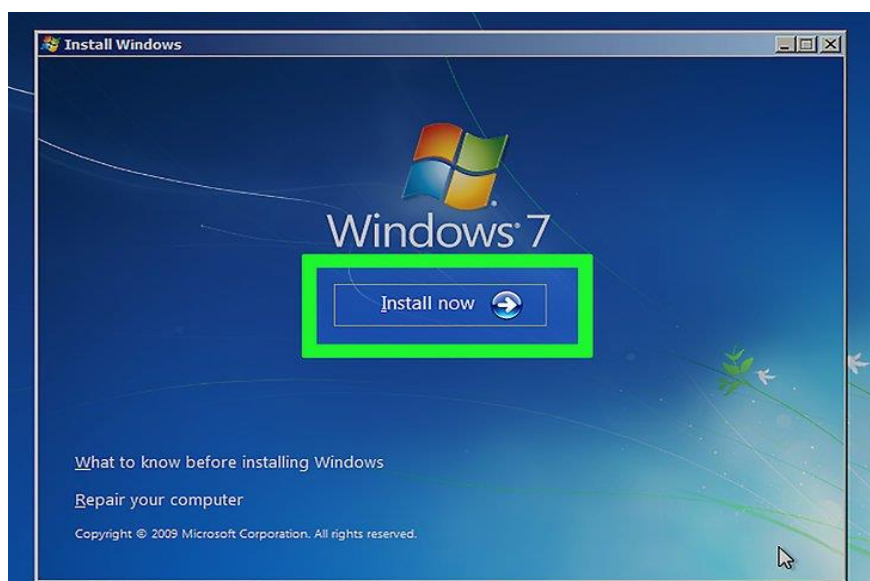 Install Windows
Windows® 7
Install now
What to know before installing Windows
Repair your computer
Copyright © 2009 Microsoft Corporation. All rights reserved.